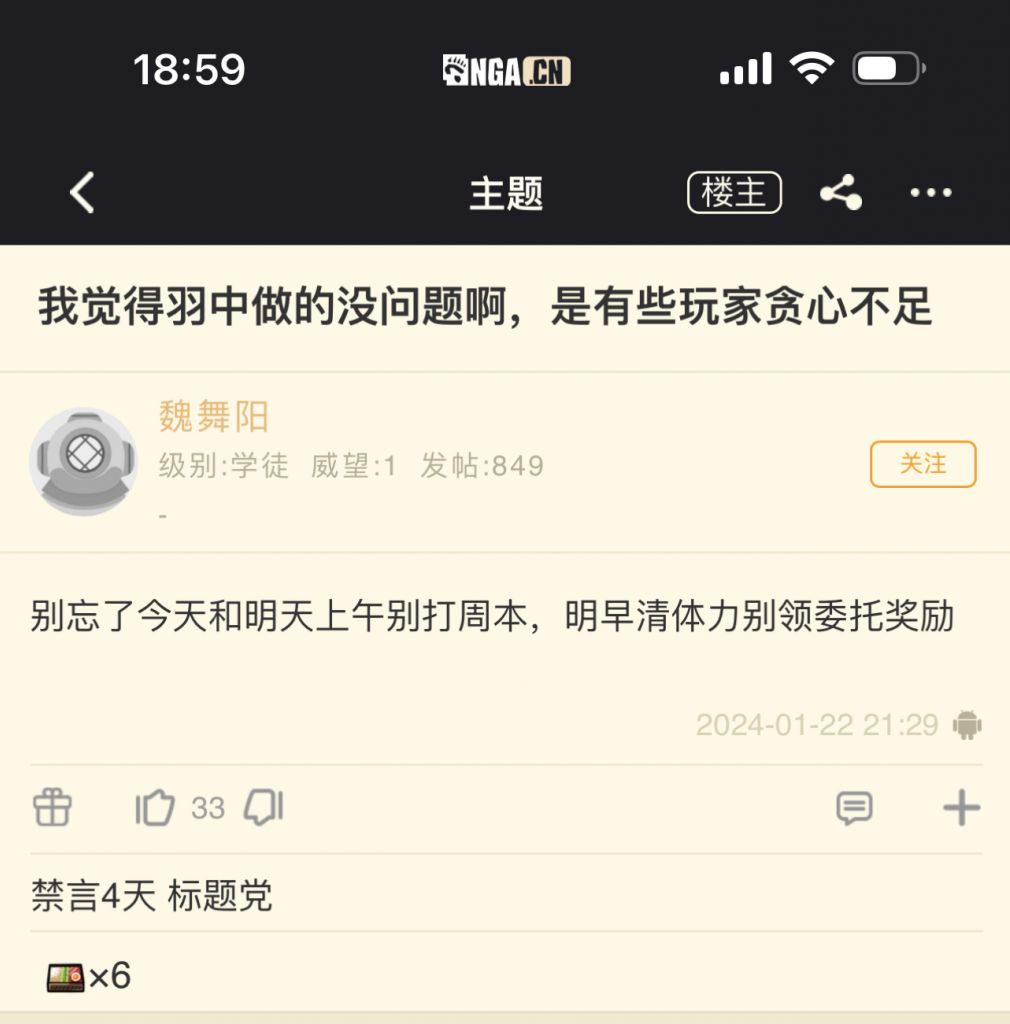 18:59
NGA.CN
主题
楼主
我觉得羽中做的没问题啊，是有些玩家贪心不足
魏舞阳
级别:学徒 威望:1 发帖:849
关注
-
别忘了今天和明天上午别打周本，明早清体力别领委托奖励
2024-01-22 21:29
33
禁言4天 标题党
×6